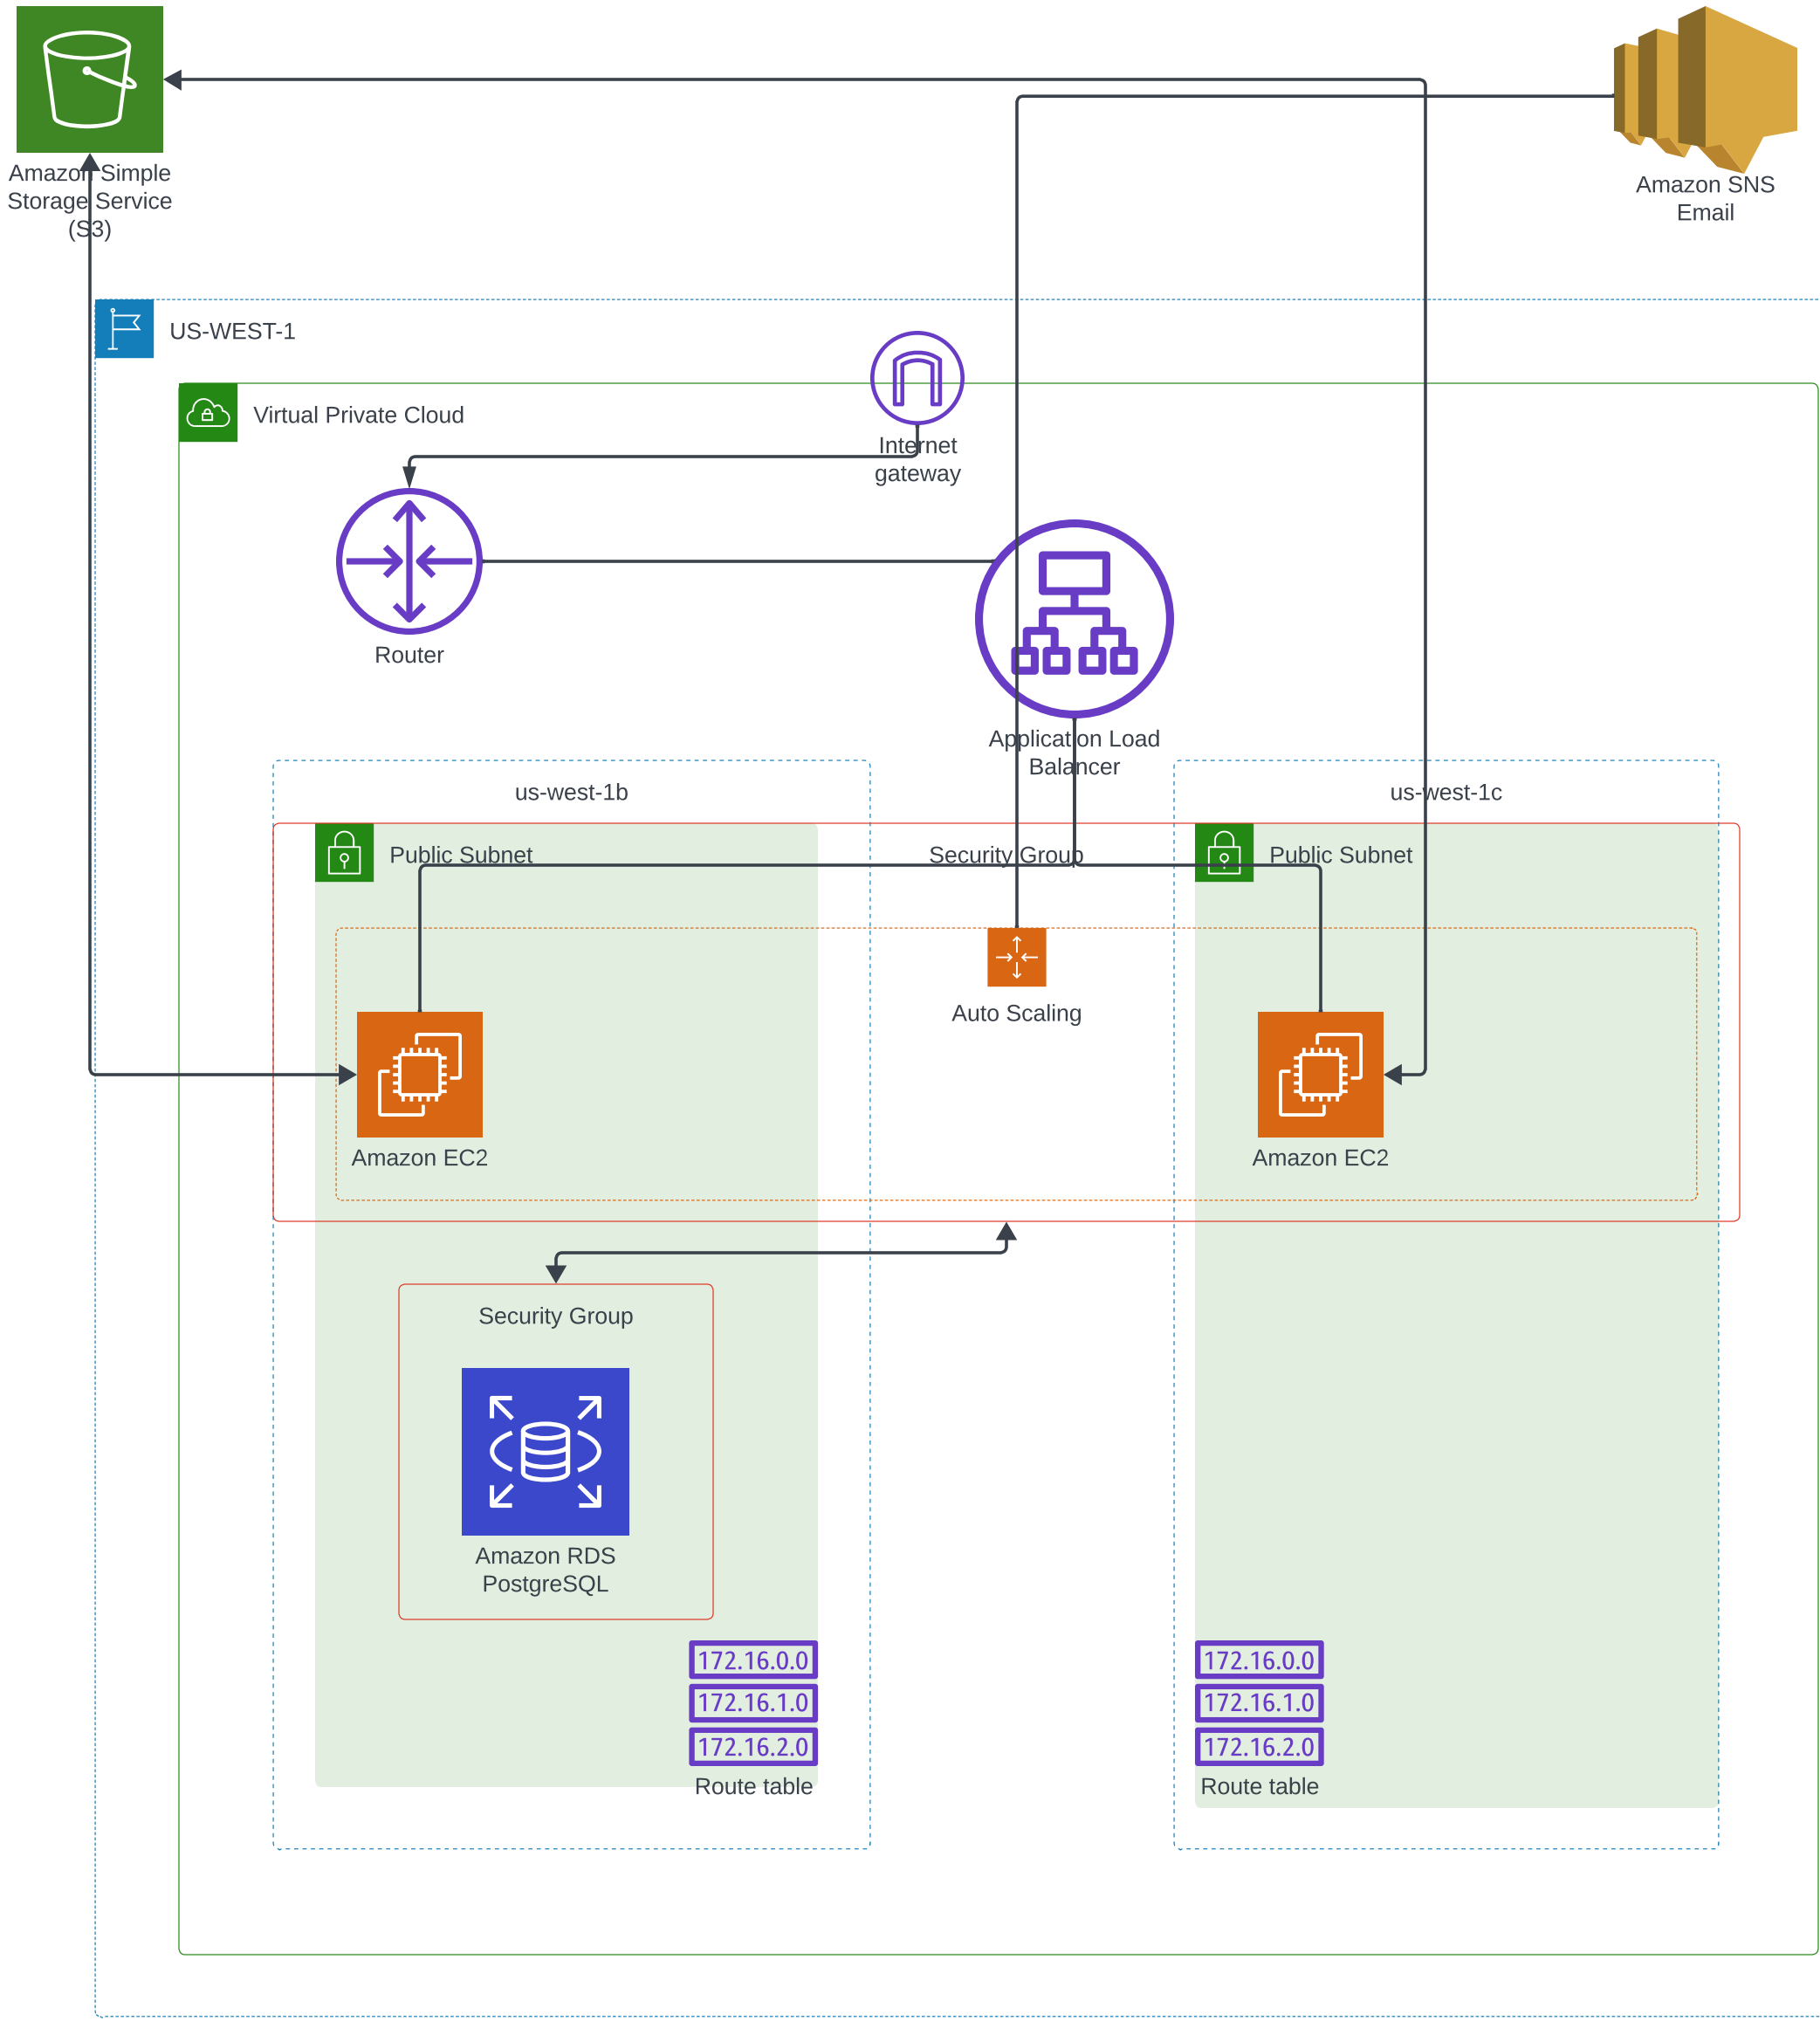 Amazon Simple
Storage Service
(S3)
Amazon SNS
Email
US-WEST-1
Virtual Private Cloud
Internet
gateway
Router
Application Load
Balancer
us-west-1b
us-west-1c
Public Subnet
Security Group
Public Subnet
Auto Scaling
Amazon EC2
Amazon EC2
Security Group
Amazon RDS
PostgreSQL
172.16.0.0
172.16.1.0
172.16.2.0
Route table
172.16.0.0
172.16.1.0
172.16.2.0
Route table